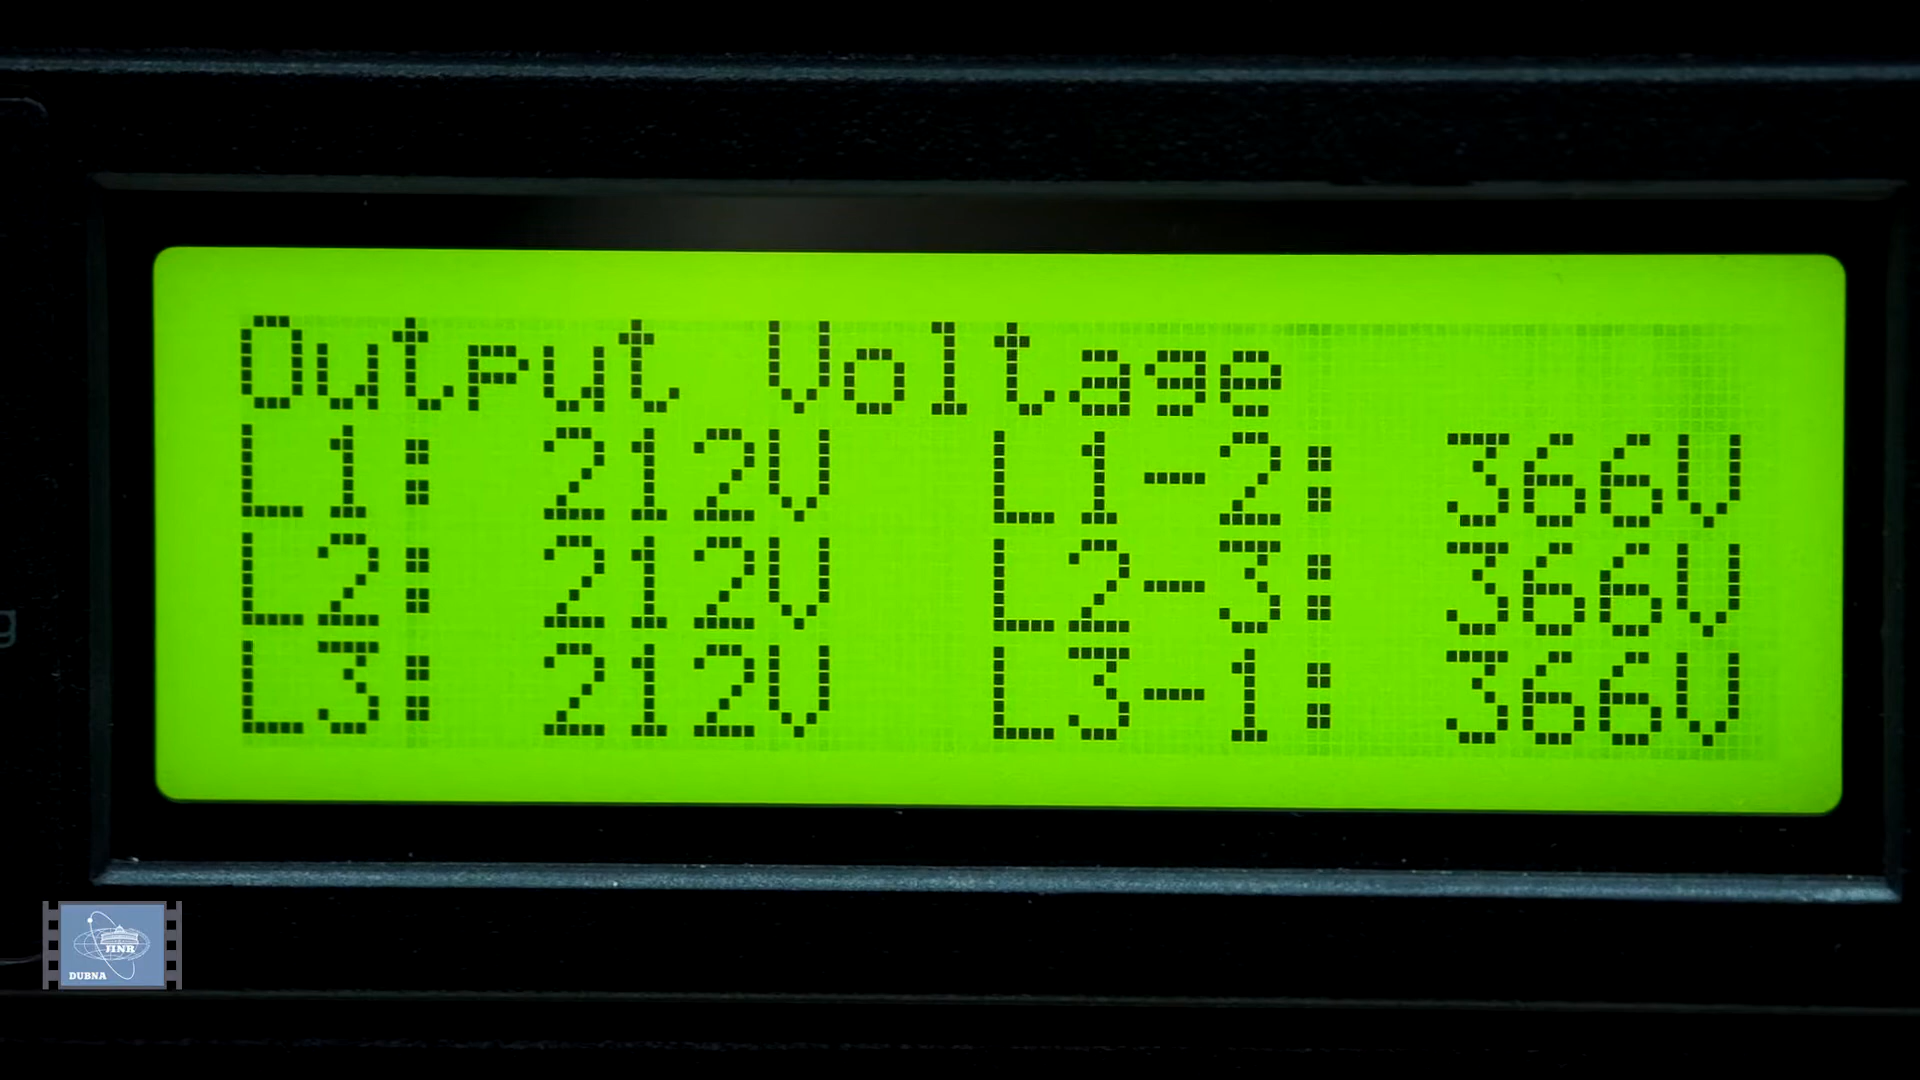 Output Voltage
L1: 212V L1-2: 366V
L2: 212V L2-3: 366V
L3: 212V L3-1: 366V
JINR
DUBNA